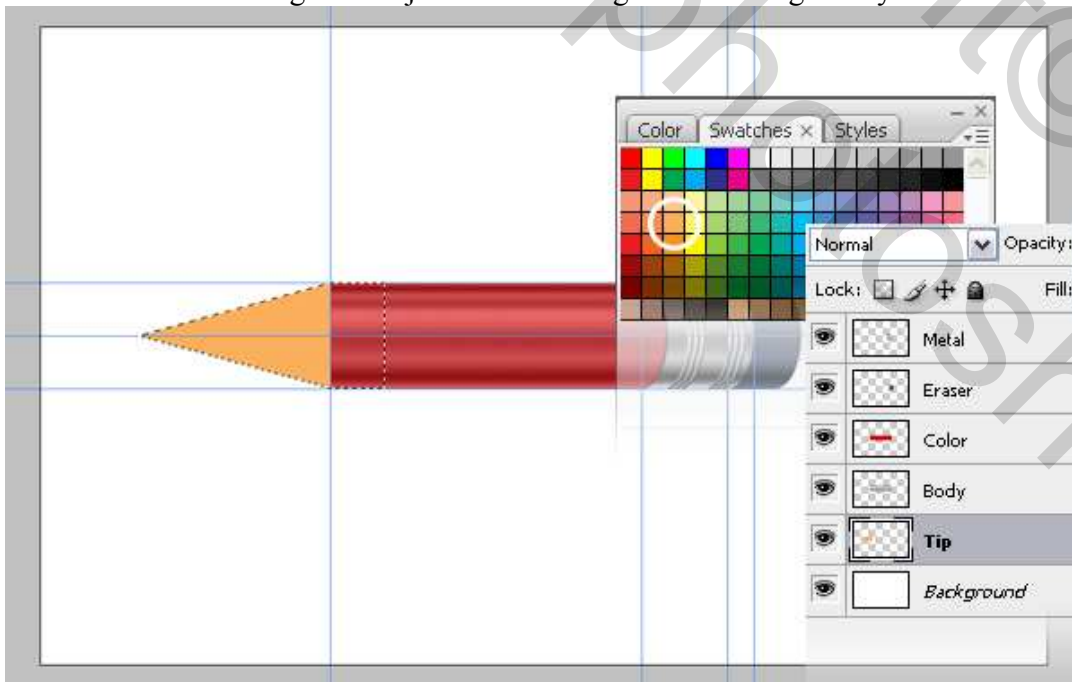 Color Swatches × Styles
Normal Opacity:
Lock: Fill:
Metal
Eraser
Color
Body
Tip
Background